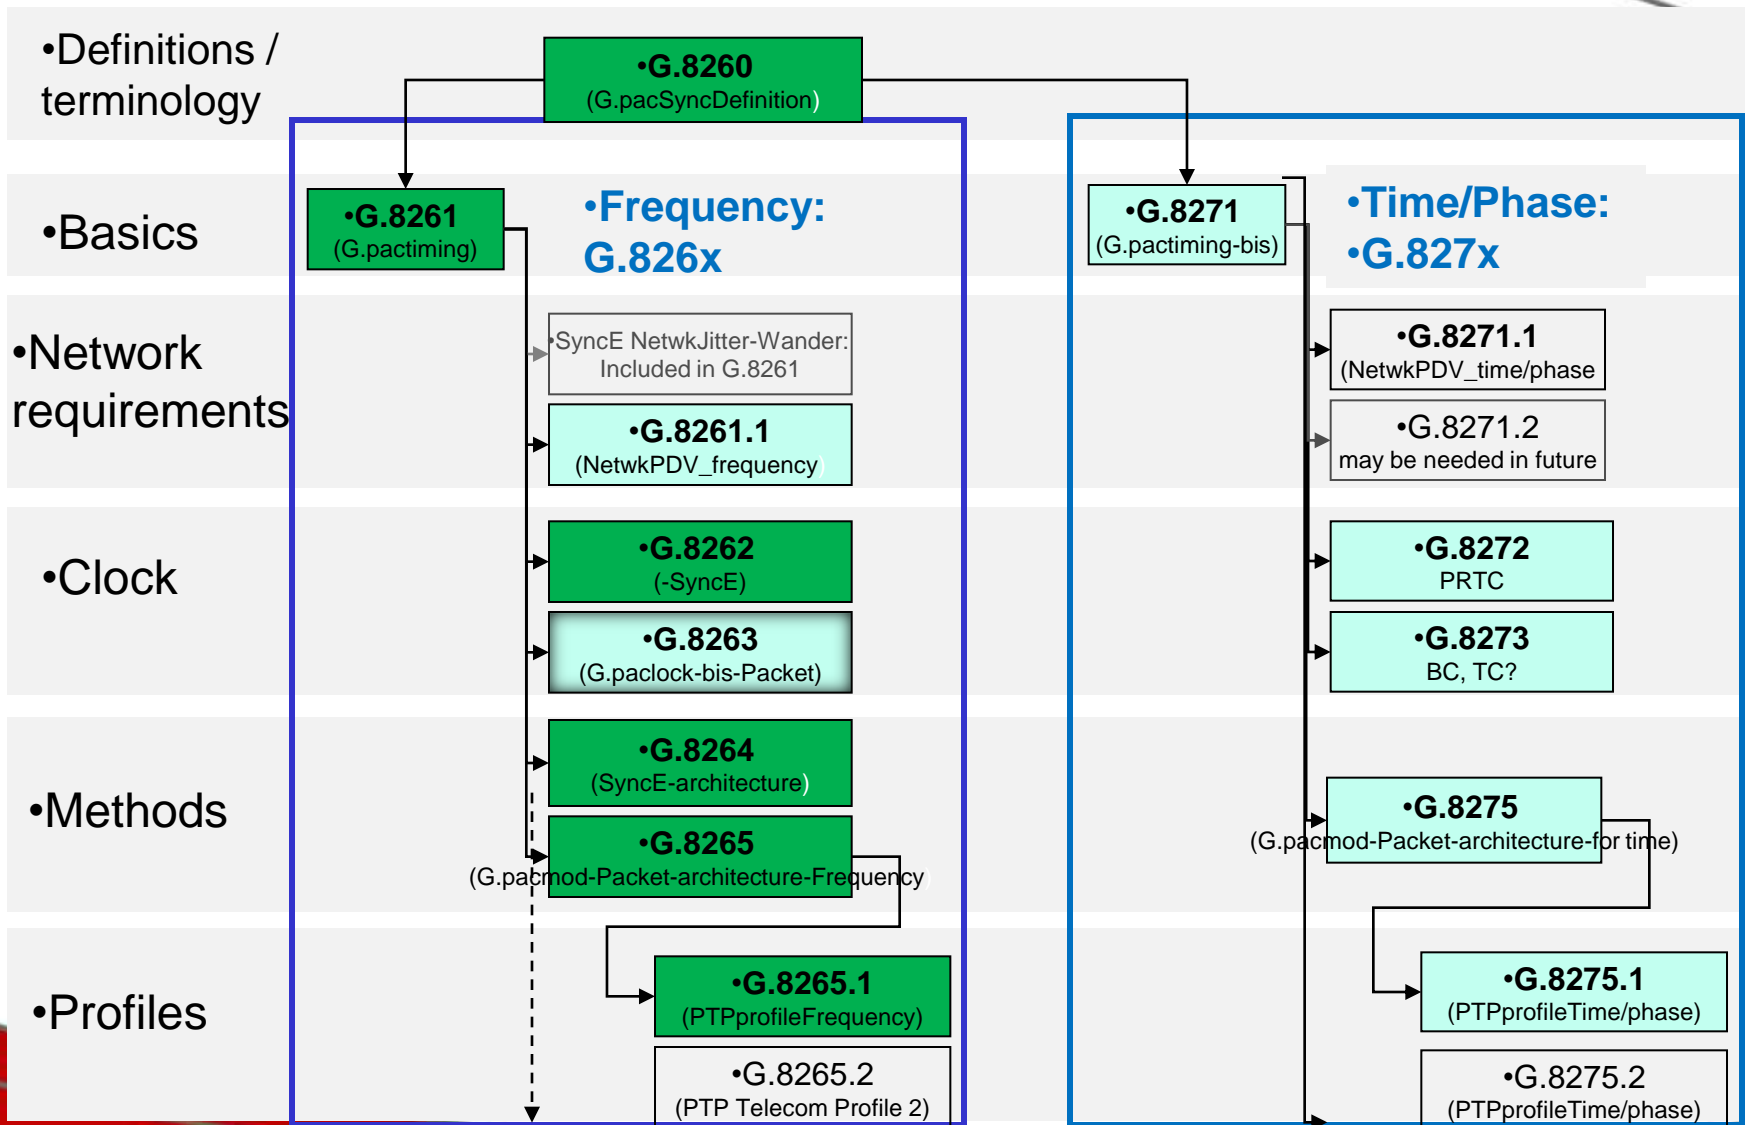 •Definitions /
terminology
•G.8260
(G.pacSyncDefinition)
•Basics
•G.8261
(G.pactiming)
•Frequency:
G.826x
•G.8271
(G.pactiming-bis)
•Time/Phase:
•G.827x
•Network
requirements
•SyncE NetwkJitter-Wander:
Included in G.8261
•G.8261.1
(NetwkPDV_frequency)
•G.8271.1
(NetwkPDV_time/phase
•G.8271.2
may be needed in future
•Clock
•G.8262
(-SyncE)
•G.8263
(G.paclock-bis-Packet)
•G.8272
PRTC
•G.8273
BC, TC?
•Methods
•G.8264
(SyncE-architecture)
•G.8265
(G.pacmod-Packet-architecture-Frequency)
•G.8275
(G.pacmod-Packet-architecture-for time)
•Profiles
•G.8265.1
(PTPprofileFrequency)
•G.8265.2
(PTP Telecom Profile 2)
•G.8275.1
(PTPprofileTime/phase)
•G.8275.2
(PTPprofileTime/phase)